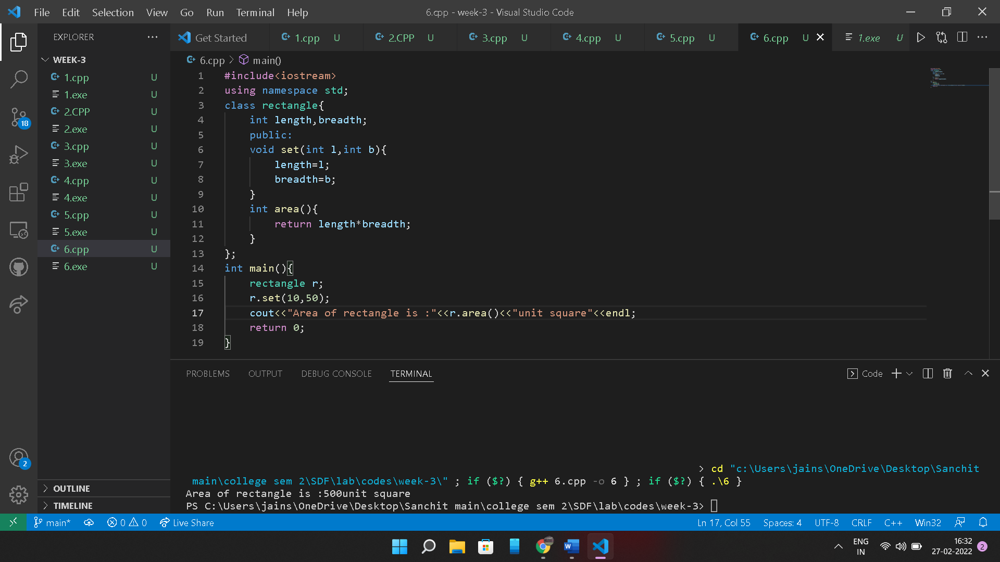 File Edit Selection View Go Run Terminal Help
6.cpp - week-3 - Visual Studio Code
EXPLORER
Get Started
1.cpp U
2.CPP U
3.cpp U
4.cpp U
5.cpp U
6.cpp U
1.exe U
WEEK-3
1.cpp U
1.exe U
2.CPP U
2.exe U
3.cpp U
3.exe U
4.cpp U
4.exe U
5.cpp U
5.exe U
6.cpp U
6.exe U
18
2
OUTLINE
TIMELINE
6.cpp > main()
1 #include<iostream>
2 using namespace std;
3 class rectangle{
4 int length,breadth;
5 public:
6 void set(int l,int b){
7 length=l;
8 breadth=b;
9 }
10 int area(){
11 return length*breadth;
12 }
13 };
14 int main(){
15 rectangle r;
16 r.set(10,50);
17 cout<<"Area of rectangle is :"<<r.area()<<"unit square"<<endl;
18 return 0;
19 }
PROBLEMS OUTPUT DEBUG CONSOLE TERMINAL
Code
> cd "c:\Users\jains\OneDrive\Desktop\Sanchit
main\college sem 2\SDF\lab\codes\week-3\" ; if ($?) { g++ 6.cpp -o 6 } ; if ($?) { .\6 }
Area of rectangle is :500unit square
PS C:\Users\jains\OneDrive\Desktop\Sanchit main\college sem 2\SDF\lab\codes\week-3>
main* 0 0 Live Share
Ln 17, Col 55 Spaces: 4 UTF-8 CRLF C++ Win32
W
ENG
IN
16:32
27-02-2022
2